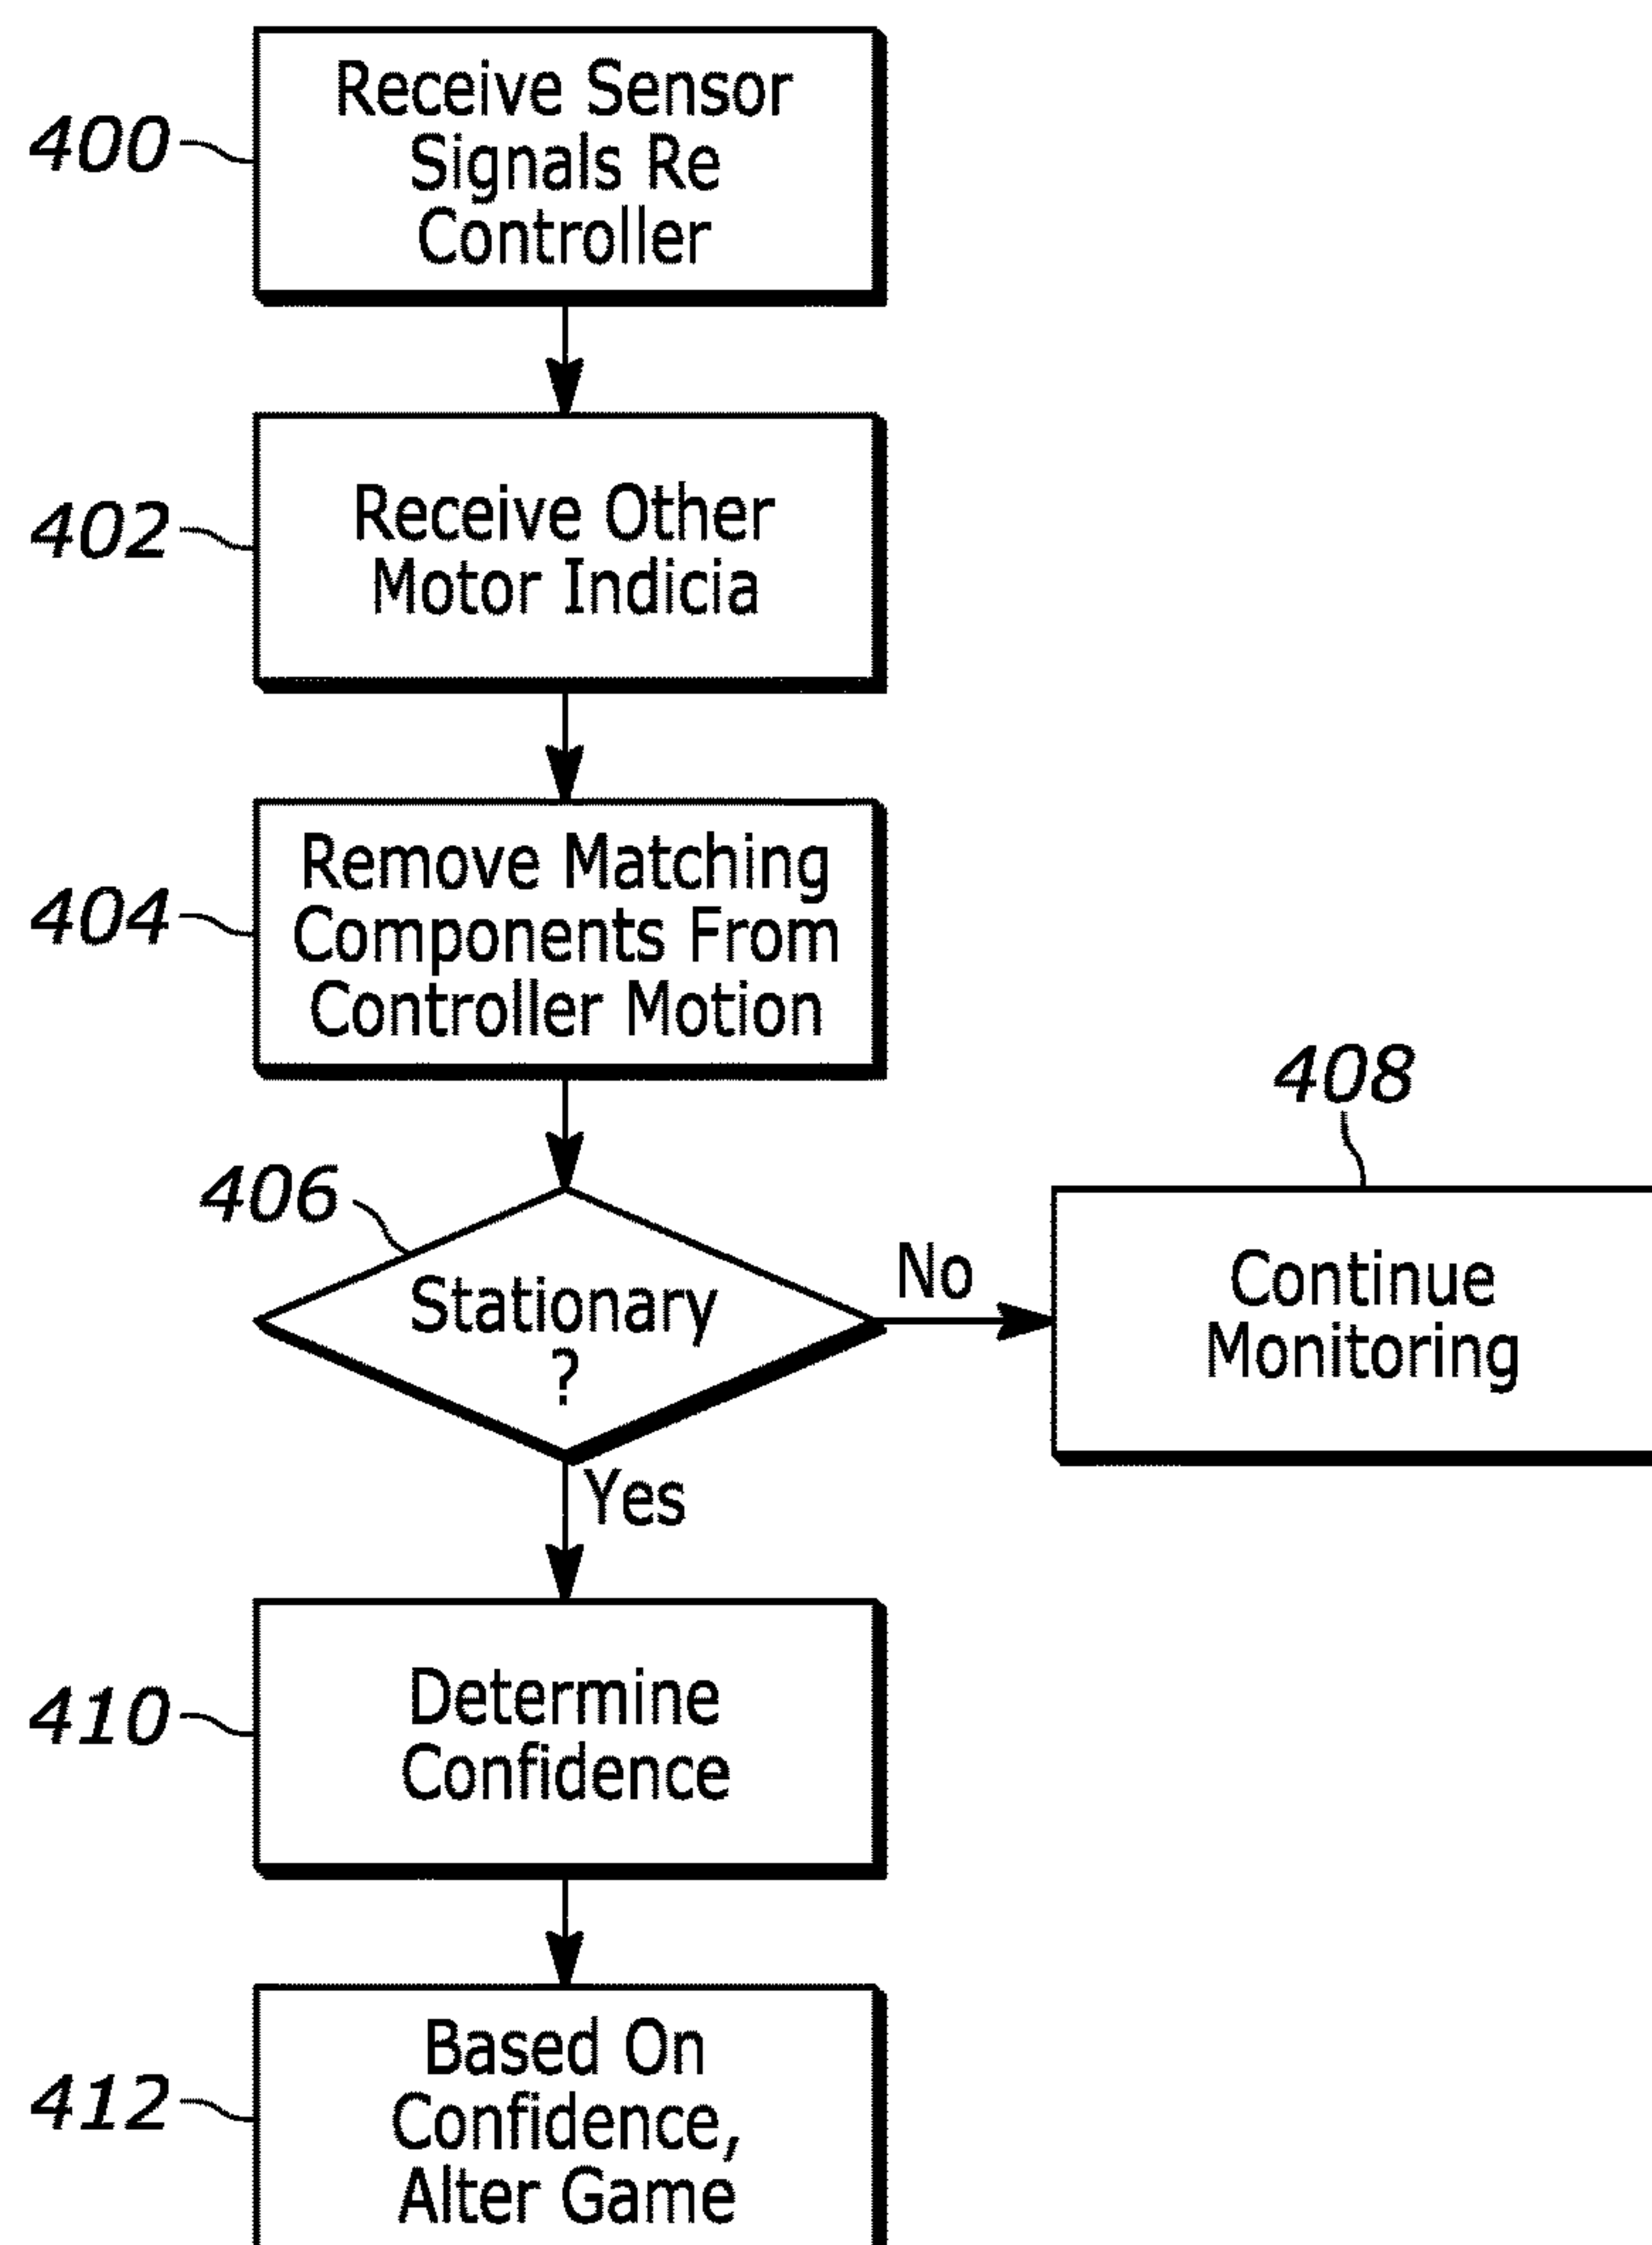 400
Receive Sensor
Signals Re
Controller
402
Receive Other
Motor Indicia
404
Remove Matching
Components From
Controller Motion
406
Stationary
?
No
408
Continue
Monitoring
Yes
410
Determine
Confidence
412
Based On
Confidence,
Alter Game